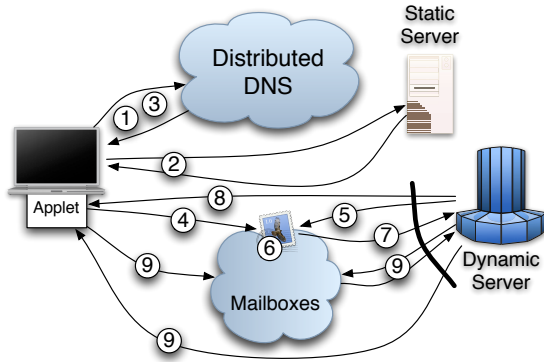 Static
Server
Distributed
DNS
1
3
2
Applet
8
4
5
6
7
9
9
Mailboxes
Dynamic
Server
9